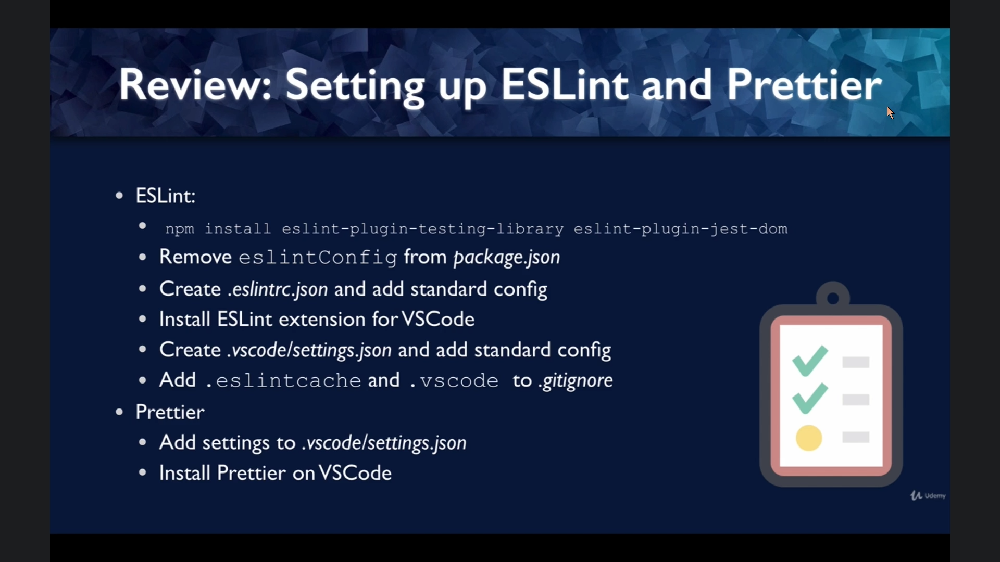 Review: Setting up ESLint and Prettier
• ESLint:
• npm install eslint-plugin-testing-library eslint-plugin-jest-dom
• Remove eslintConfig from package.json
• Create .eslintrc.json and add standard config
• Install ESLint extension for VSCode
• Create .vscode/settings.json and add standard config
• Add .eslintcache and .vscode to .gitignore
• Prettier
• Add settings to .vscode/settings.json
• Install Prettier on VSCode
Udemy